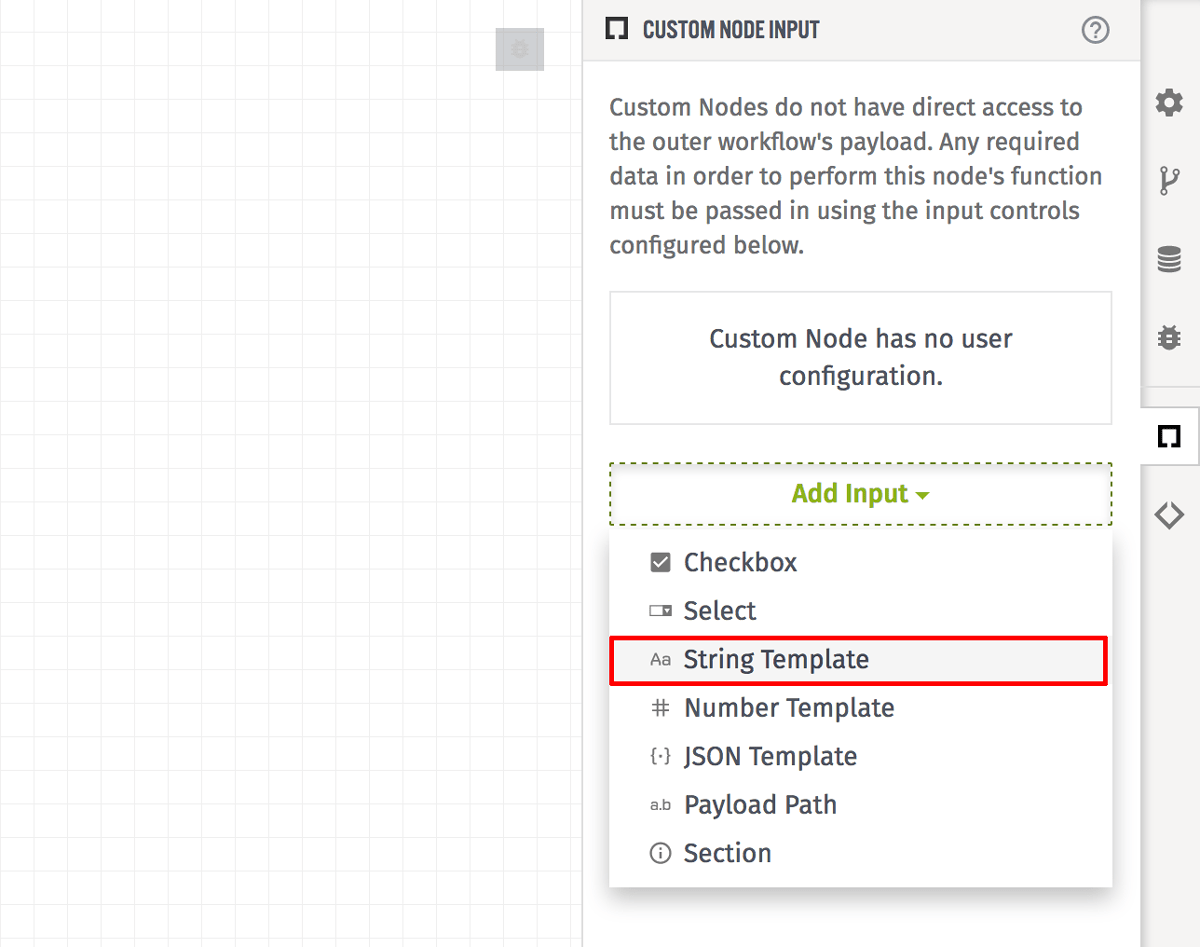 CUSTOM NODE INPUT
Custom Nodes do not have direct access to
the outer workflow's payload. Any required
data in order to perform this node's function
must be passed in using the input controls
configured below.
Custom Node has no user
configuration.
Add Input
Checkbox
Select
Aa String Template
# Number Template
{·} JSON Template
a.b Payload Path
Section